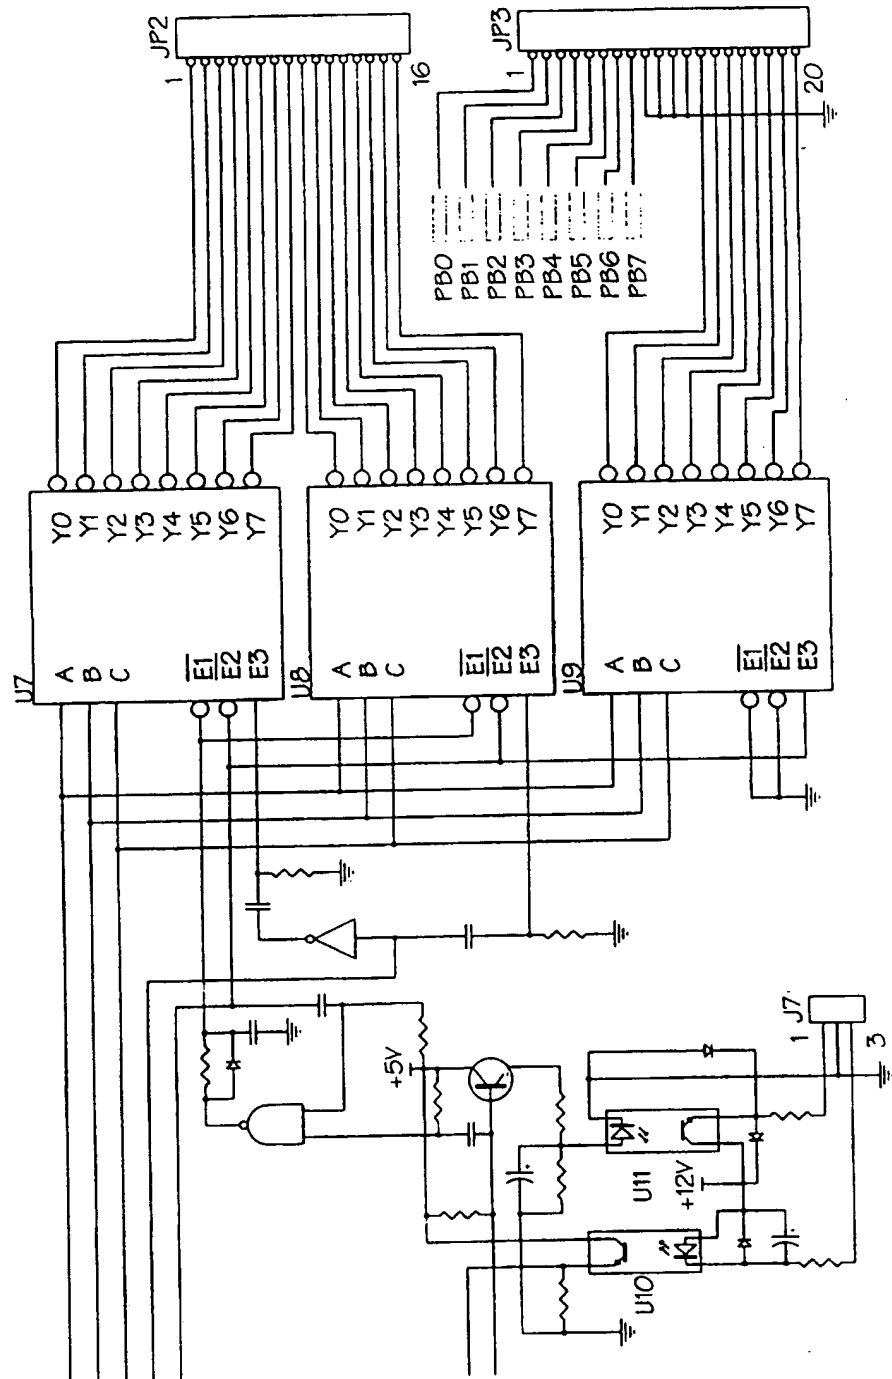 JP2
1
16
JP3
1
20
PB0
PB1
PB2
PB3
PB4
PB5
PB6
PB7
U7
Y0
Y1
Y2
Y3
Y4
Y5
Y6
Y7
A
B
C
E1
E2
E3
U8
Y0
Y1
Y2
Y3
Y4
Y5
Y6
Y7
A
B
C
E1
E2
E3
U9
Y0
Y1
Y2
Y3
Y4
Y5
Y6
Y7
A
B
C
E1
E2
E3
+5V
J7
1
3
U11
+12V
U10